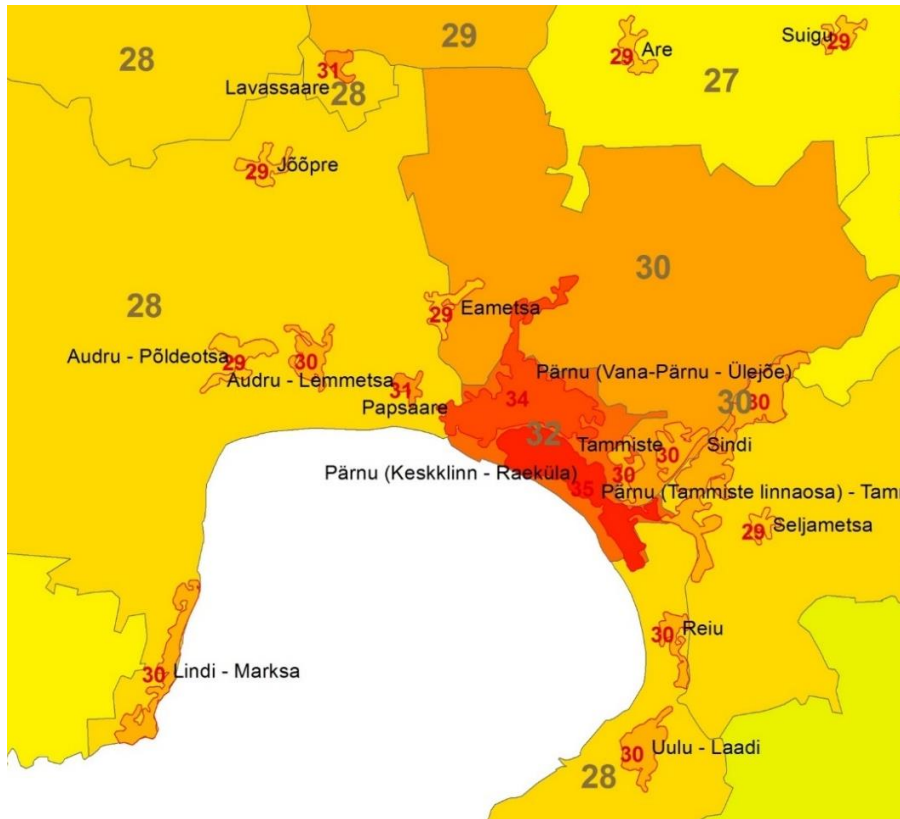 28
29
29 Are
Suigu 29
31
Lavassaare
28
27
29 Jõõpre
28
30
29 Eametsa
Audru - Põldeotsa 29
30
Audru - Lemmetsa
31
Papsaare
Pärnu (Vana-Pärnu - Ülejõe)
34
30 30
32
Tammiste
30
Sindi
Pärnu (Keskklinn - Raeküla)
35
30
Pärnu (Tammiste linnaosa) - Tam
29 Seljametsa
30 Reiu
30 Lindi - Marksa
30 Uulu - Laadi
28